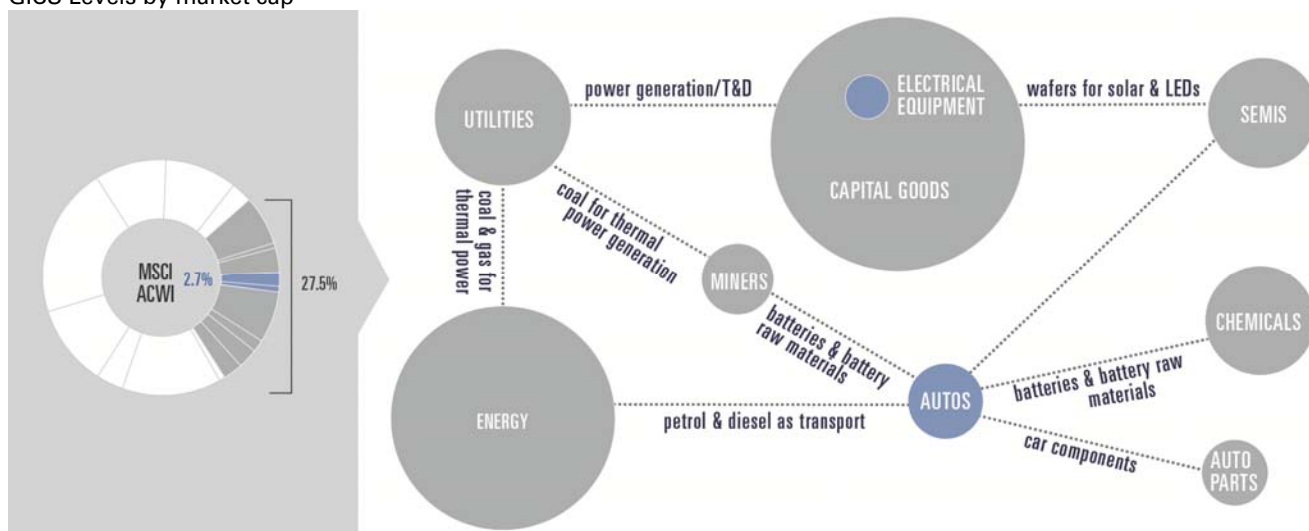 GICS Levels by market cap
MSCI
ACWI
2.7%
27.5%
UTILITIES
power generation/T&D
ELECTRICAL
EQUIPMENT
CAPITAL GOODS
wafers for solar & LEDs
SEMIS
coal & gas for
thermal power
coal for thermal
power generation
MINERS
batteries & battery
raw materials
ENERGY
petrol & diesel as transport
AUTOS
CHEMICALS
batteries & battery raw
materials
car components
AUTO
PARTS